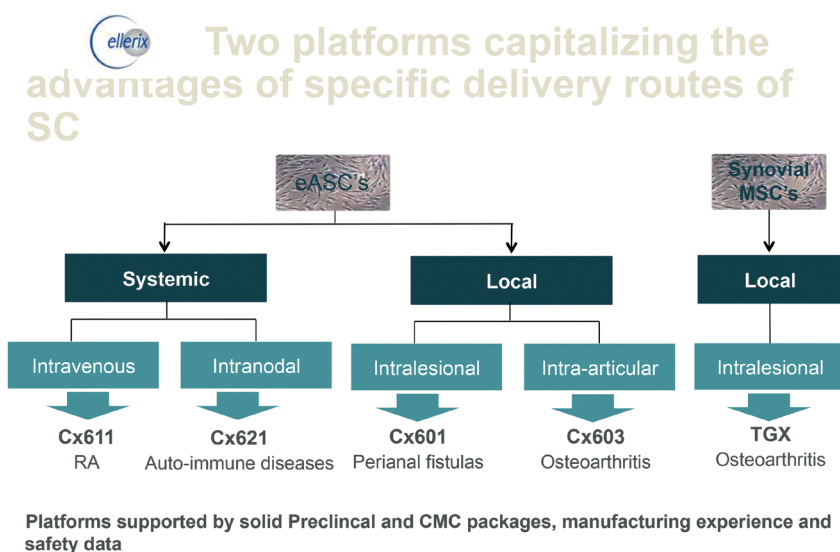 ellerix
Two platforms capitalizing the
advantages of specific delivery routes of
SC
eASC's
Synovial
MSC's
Systemic
Local
Local
Intravenous
Intranodal
Intralesional
Intra-articular
Intralesional
Cx611
RA
Cx621
Auto-immune diseases
Cx601
Perianal fistulas
Cx603
Osteoarthritis
TGX
Osteoarthritis
Platforms supported by solid Preclincal and CMC packages, manufacturing experience and
safety data